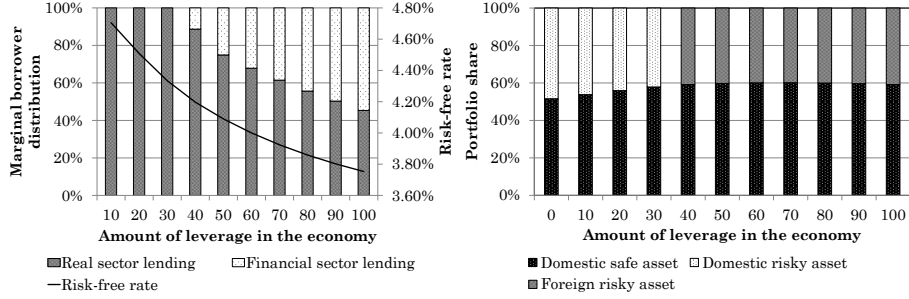 100%
80%
60%
40%
20%
0%
Marginal borrower
distribution
4.80%
4.60%
4.40%
4.20%
4.00%
3.80%
3.60%
Risk-free rate
10 20 30 40 50 60 70 80 90 100
Amount of leverage in the economy
Real sector lending Financial sector lending
Risk-free rate
100%
80%
60%
40%
20%
0%
Portfolio share
0 10 20 30 40 50 60 70 80 90 100
Amount of leverage in the economy
Domestic safe asset Domestic risky asset
Foreign risky asset